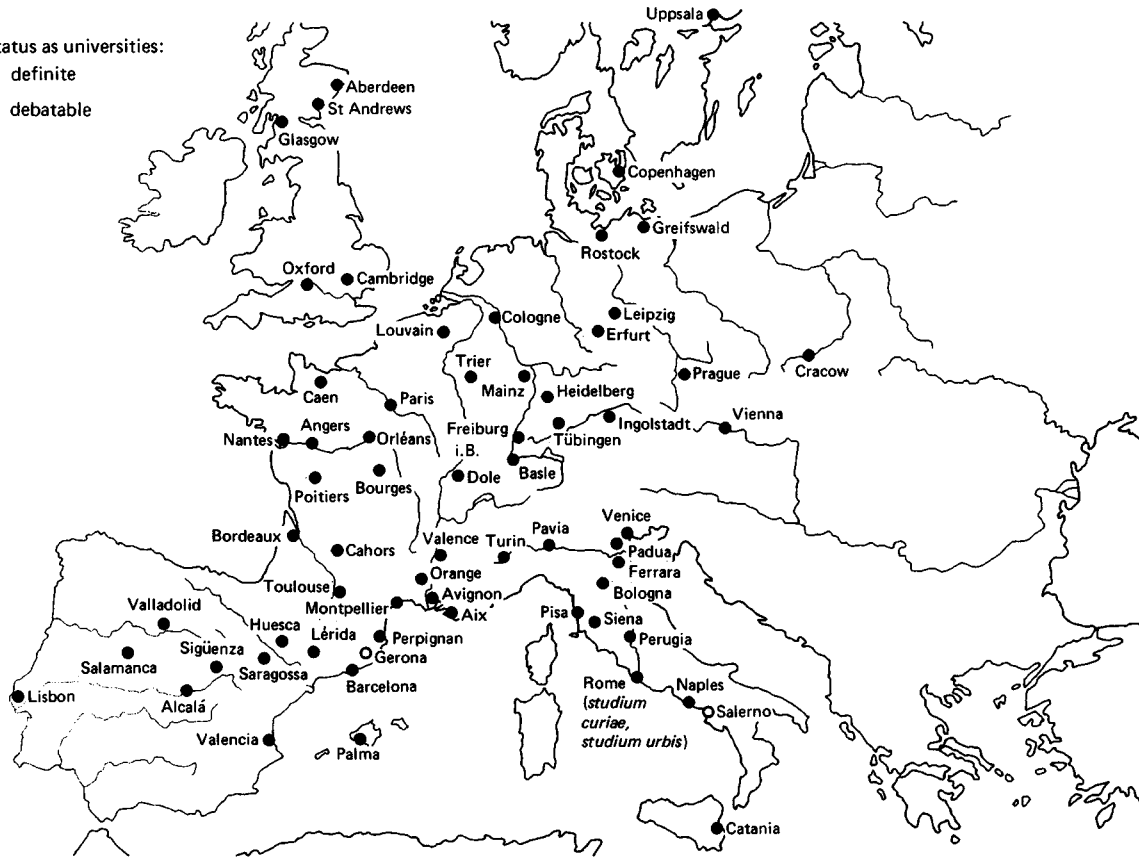 Uppsala
tatus as universities:
definite
debatable
Aberdeen
St Andrews
Glasgow
Copenhagen
Greifswald
Rostock
Oxford
Cambridge
Cologne
Leipzig
Louvain
Erfurt
Trier
Mainz
Heidelberg
Prague
Cracow
Caen
Paris
Ingolstadt
Vienna
Nantes
Angers
Orléans
Freiburg
i.B.
Tübingen
Basle
Dole
Poitiers
Bourges
Bordeaux
Cahors
Valence
Turin
Pavia
Venice
Padua
Ferrara
Orange
Bologna
Toulouse
Avignon
Montpellier
Aix
Pisa
Siena
Perugia
Valladolid
Huesca
Lérida
Perpignan
Gerona
Salamanca
Sigüenza
Saragossa
Barcelona
Lisbon
Alcalá
Rome
(studium
curiae,
studium urbis)
Naples
Salerno
Valencia
Palma
Catania